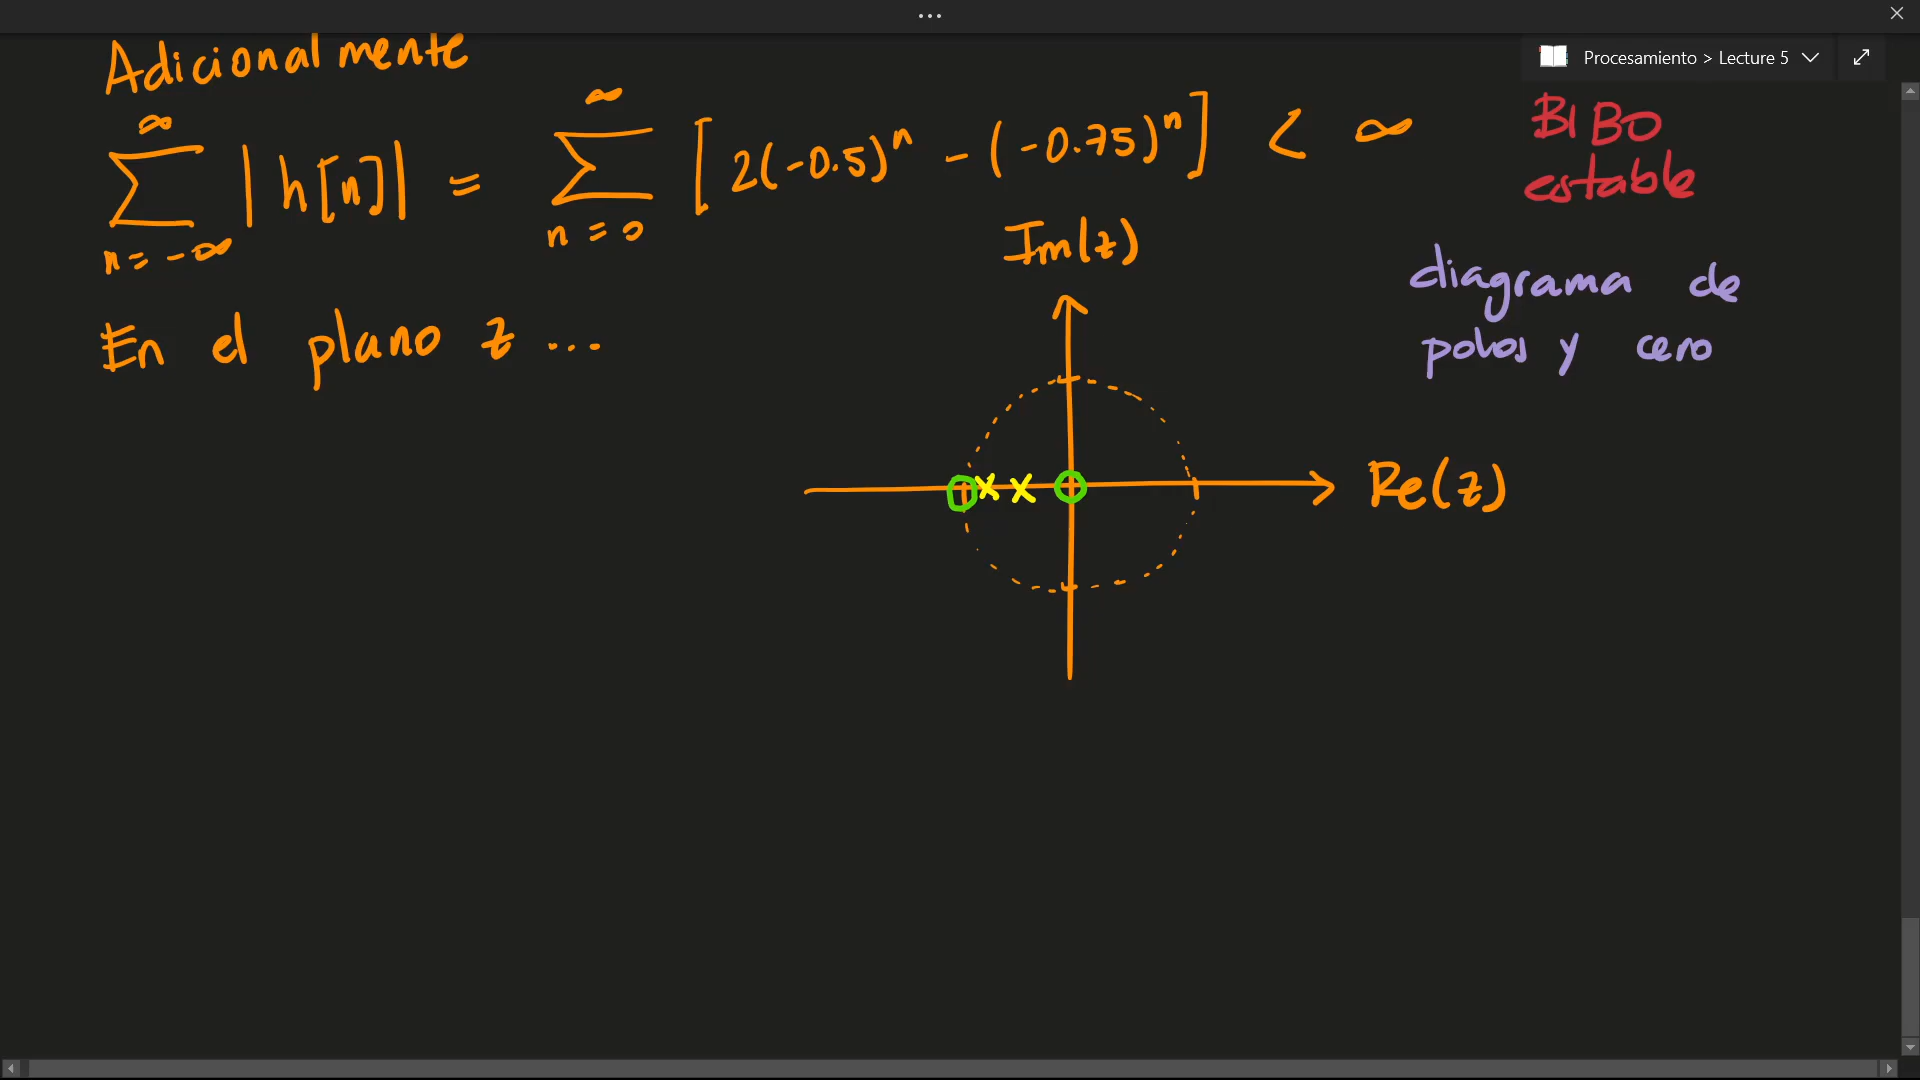 ...
Procesamiento > Lecture 5
Adicionalmente
∞ ∞
∑ |h[n]| = ∑ [2(-0.5)ⁿ - (-0.75)ⁿ] < ∞
n = -∞ n = 0
BIBO
estable
Im(z)
diagrama de
polos y cero
En el plano z ...
x x
Re(z)